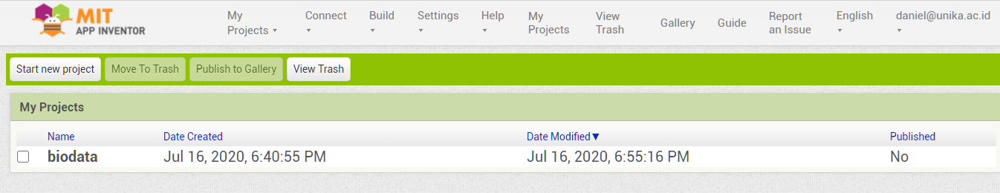 MIT
APP INVENTOR
My
Projects
Connect
Build
Settings
Help
My
Projects
View
Trash
Gallery
Guide
Report
an Issue
English
daniel@unika.ac.id
Start new project
Move To Trash
Publish to Gallery
View Trash
My Projects
Name
Date Created
Date Modified▼
Published
biodata
Jul 16, 2020, 6:40:55 PM
Jul 16, 2020, 6:55:16 PM
No